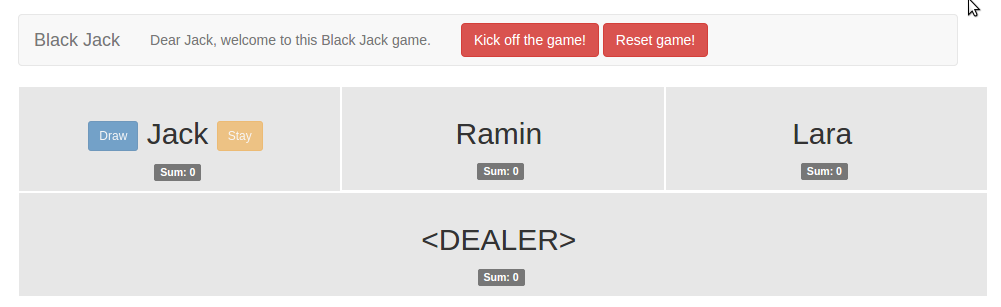 Black Jack Dear Jack, welcome to this Black Jack game. Kick off the game! Reset game!
Draw Jack Stay Ramin Lara
Sum: 0 Sum: 0 Sum: 0
<DEALER>
Sum: 0